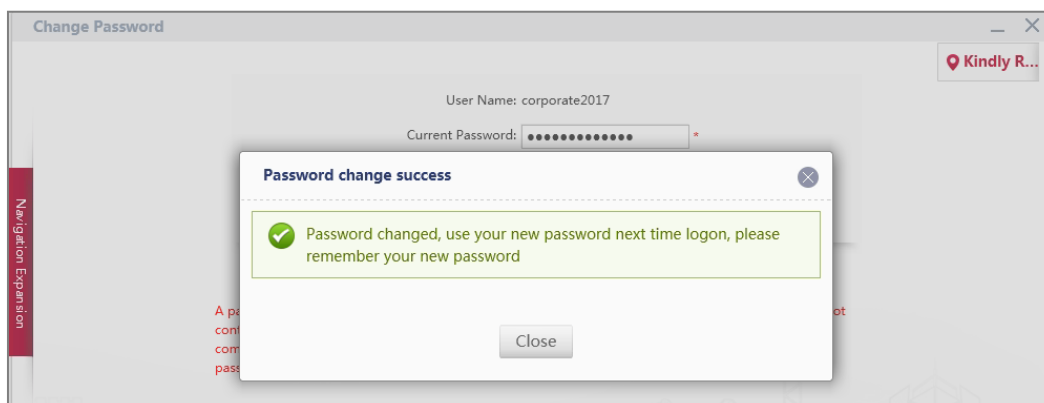 Change Password
Kindly R...
User Name: corporate2017
Current Password: ●●●●●●●●●●●●● *
Password change success
Password changed, use your new password next time logon, please
remember your new password
Close
Navigation Expansion
A